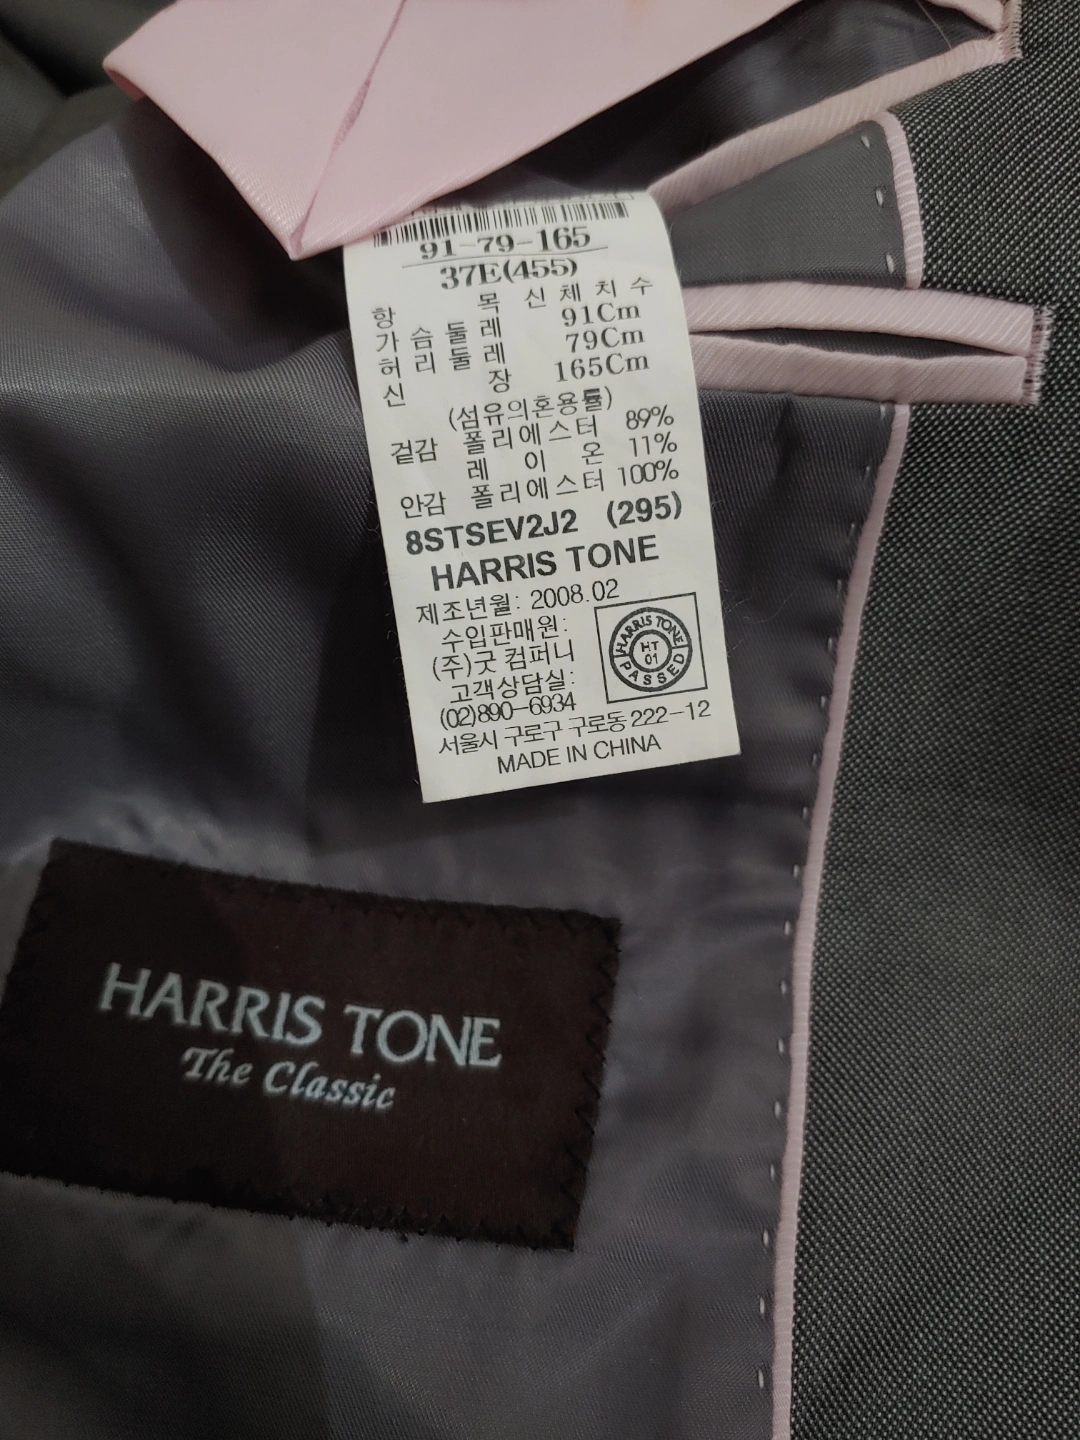 91-79-165
37E(455)
항 목 신체치수
가슴둘레 91Cm
허리둘레 79Cm
신 장 165Cm
(섬유의혼용률)
겉감 폴리에스터 89%
레 이 온 11%
안감 폴리에스터 100%
8STSEV2J2 (295)
HARRIS TONE
제조년월: 2008.02
수입판매원:
(주)굿 컴퍼니
고객상담실:
(02)890-6934
서울시 구로구 구로동 222-12
MADE IN CHINA
HARRIS TONE
HT
01
PASSED
HARRIS TONE
The Classic